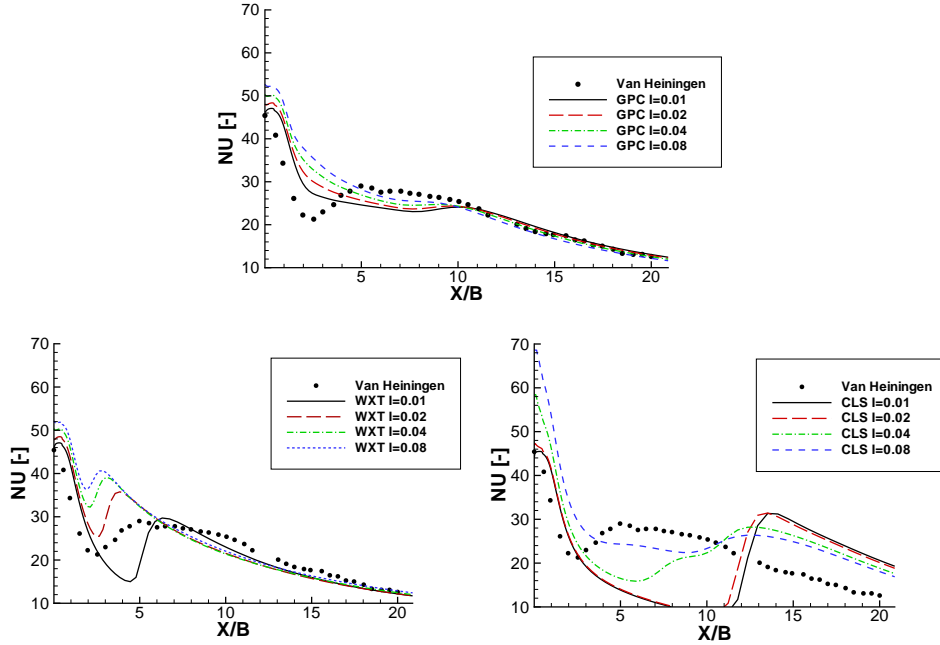 70
60
50
40
30
20
10
NU [-]
5
10
15
20
X/B
Van Heiningen
GPC I=0.01
GPC I=0.02
GPC I=0.04
GPC I=0.08
70
60
50
40
30
20
10
NU [-]
0
5
10
15
20
X/B
Van Heiningen
WXT I=0.01
WXT I=0.02
WXT I=0.04
WXT I=0.08
70
60
50
40
30
20
10
NU [-]
0
5
10
15
20
X/B
Van Heiningen
CLS I=0.01
CLS I=0.02
CLS I=0.04
CLS I=0.08